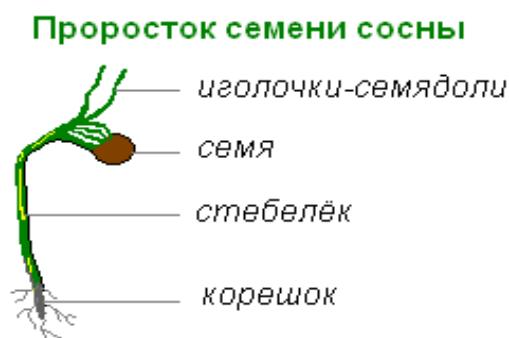 Проросток семени сосны
иголочки-семядоли
семя
стебелёк
корешок